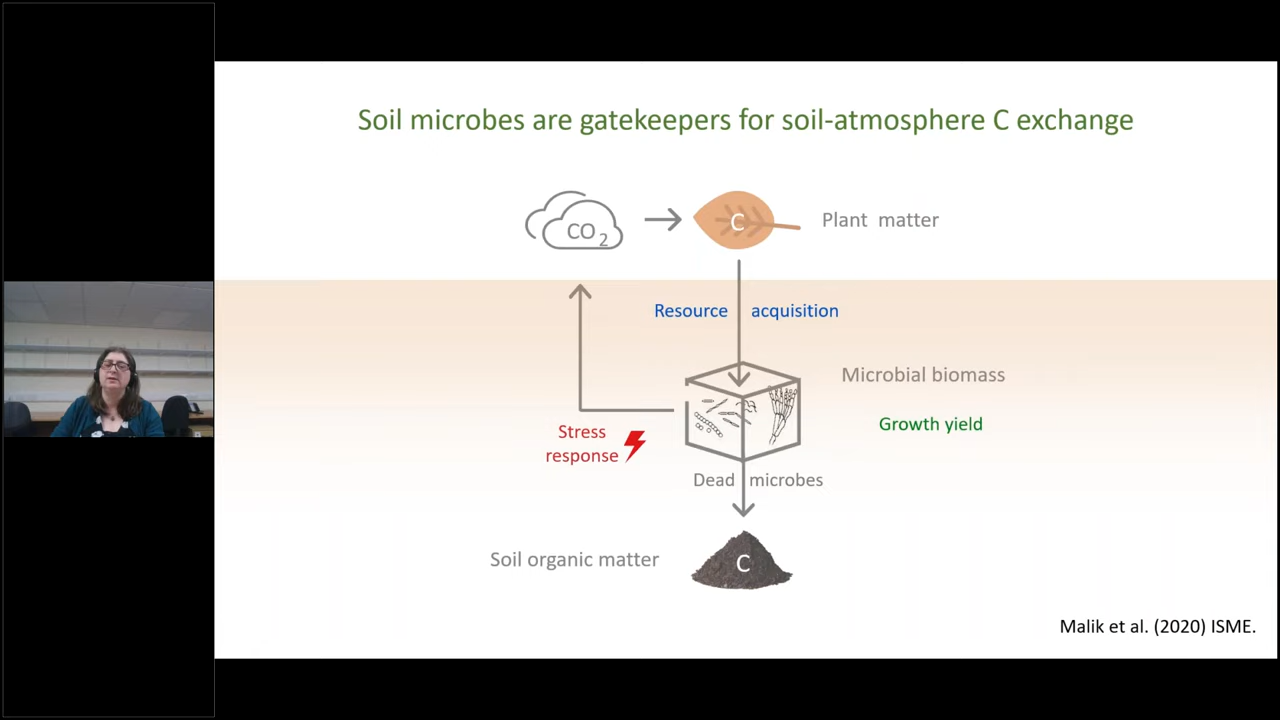 Soil microbes are gatekeepers for soil-atmosphere C exchange
CO2
C
Plant matter
Resource acquisition
Microbial biomass
Growth yield
Stress
response
Dead microbes
Soil organic matter
C
Malik et al. (2020) ISME.